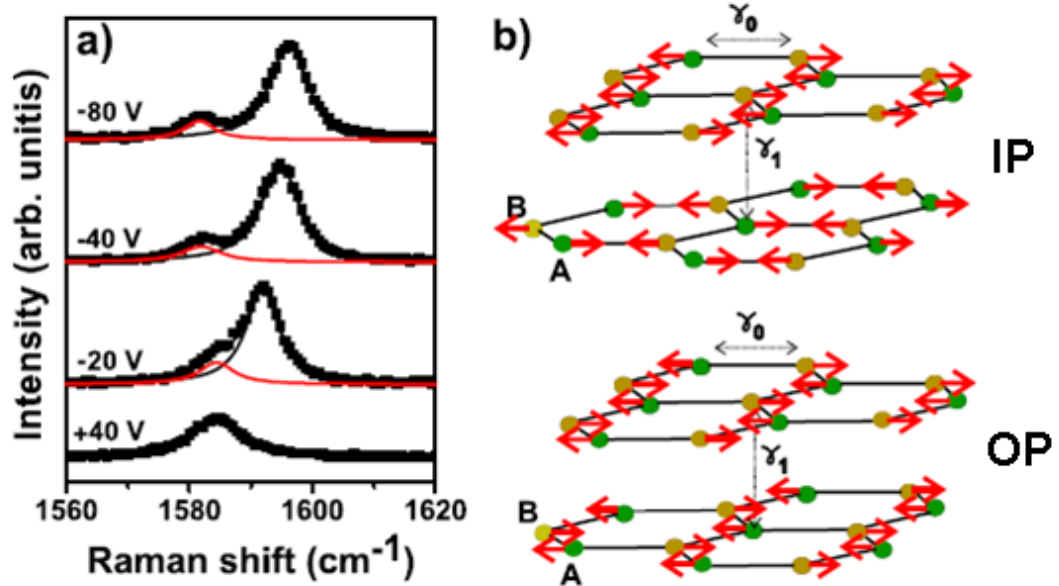 a)
Intensity (arb. unitis)
-80 V
-40 V
-20 V
+40 V
1560 1580 1600 1620
Raman shift (cm⁻¹)
b)
γ₀
γ₁
IP
B
A
γ₀
γ₁
OP
B
A